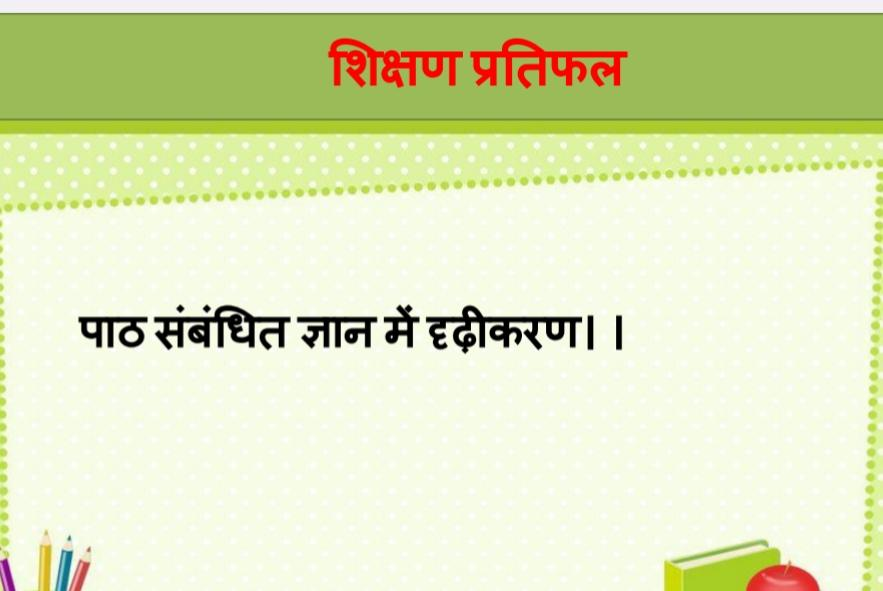 शिक्षण प्रतिफल
पाठ संबंधित ज्ञान में दृढ़ीकरण। ।